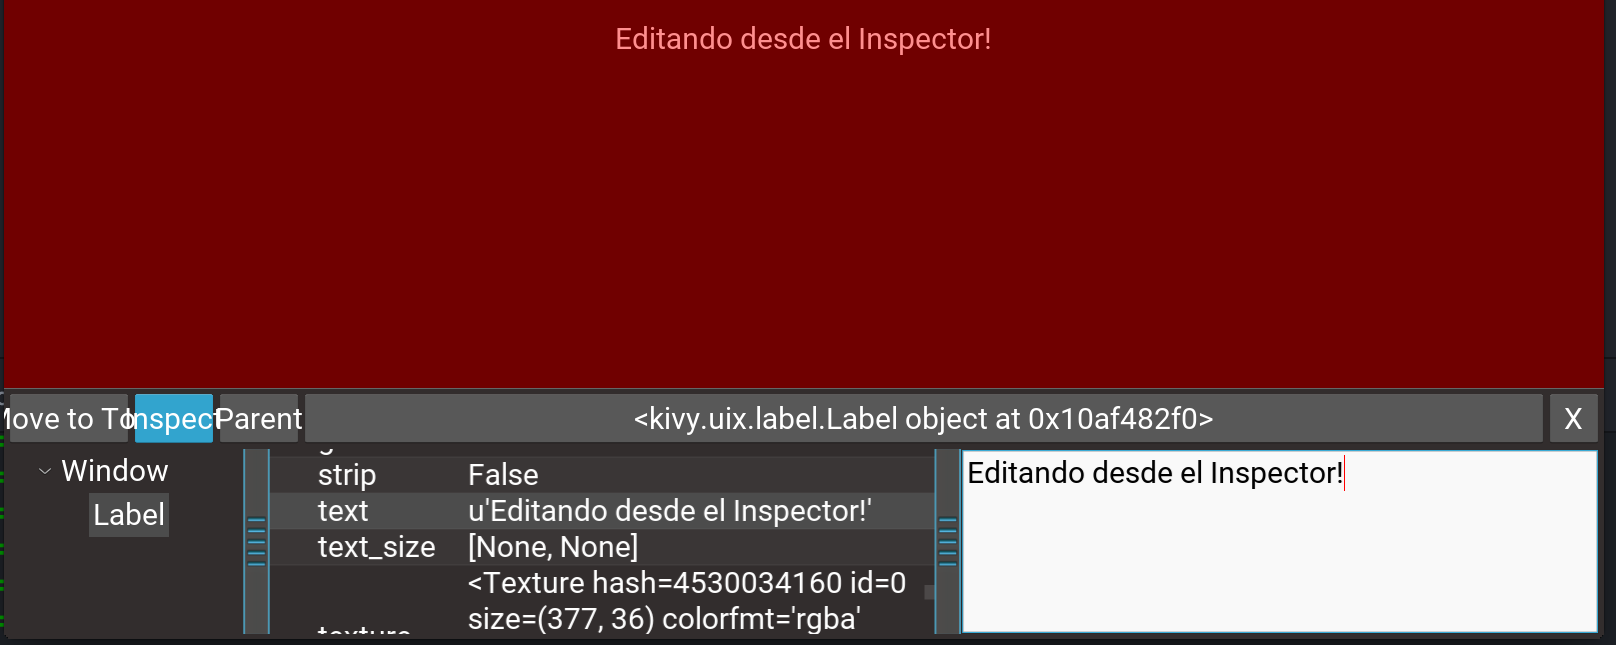 Editando desde el Inspector!
Move to To
Inspect
Parent
<kivy.uix.label.Label object at 0x10af482f0>
X
Window
Label
strip False
text u'Editando desde el Inspector!'
text_size [None, None]
<Texture hash=4530034160 id=0
size=(377, 36) colorfmt='rgba'
texture
Editando desde el Inspector!